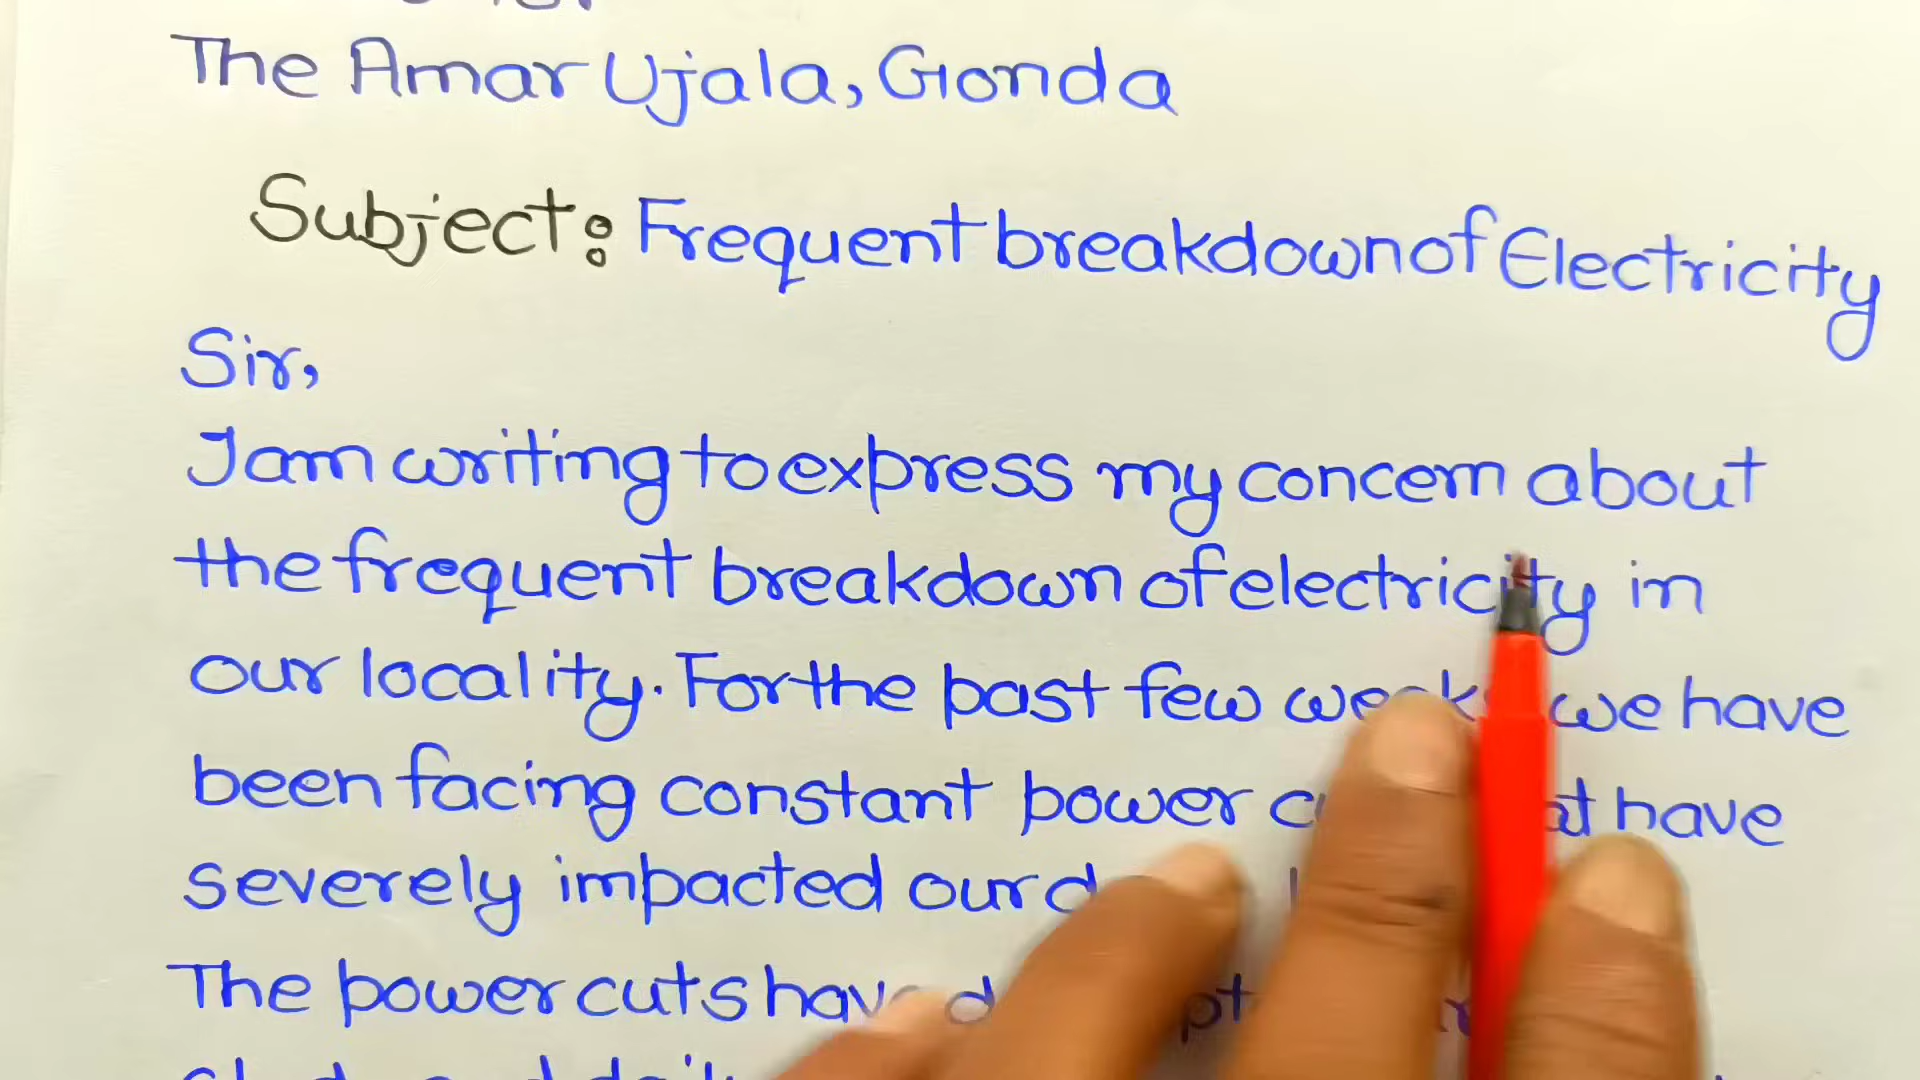 The Amar Ujala, Gonda
Subject: Frequent breakdown of Electricity
Sir,
I am writing to express my concern about
the frequent breakdown of electricity in
our locality. For the past few weeks we have
been facing constant power have
severely impacted our
The power cuts have